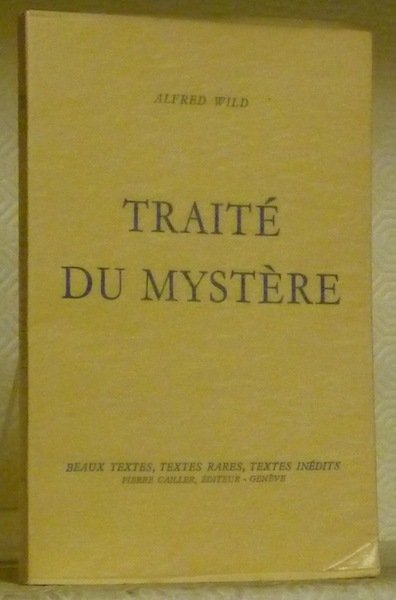 ALFRED WILD
TRAITÉ
DU MYSTÈRE
BEAUX TEXTES, TEXTES RARES, TEXTES INÉDITS
PIERRE CAILLER, ÉDITEUR - GENÈVE